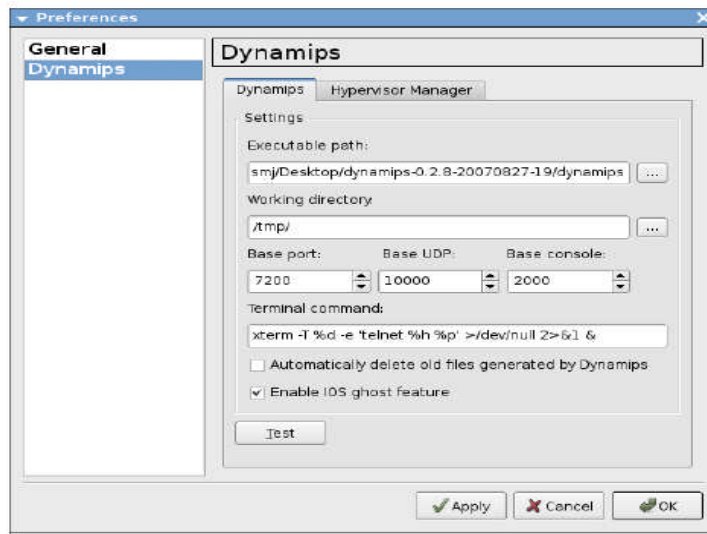 Preferences
General
Dynamips
Dynamips
Dynamips Hypervisor Manager
Settings
Executable path:
smj/Desktop/dynamips-0.2.8-20070827-19/dynamips ...
Working directory
/tmp/ ...
Base port: Base UDP: Base console:
7200 10000 2000
Terminal command:
xterm -T %d -e 'telnet %h %p' >/dev/null 2>&1 &
Automatically delete old files generated by Dynamips
Enable IOS ghost feature
Test
Apply Cancel OK